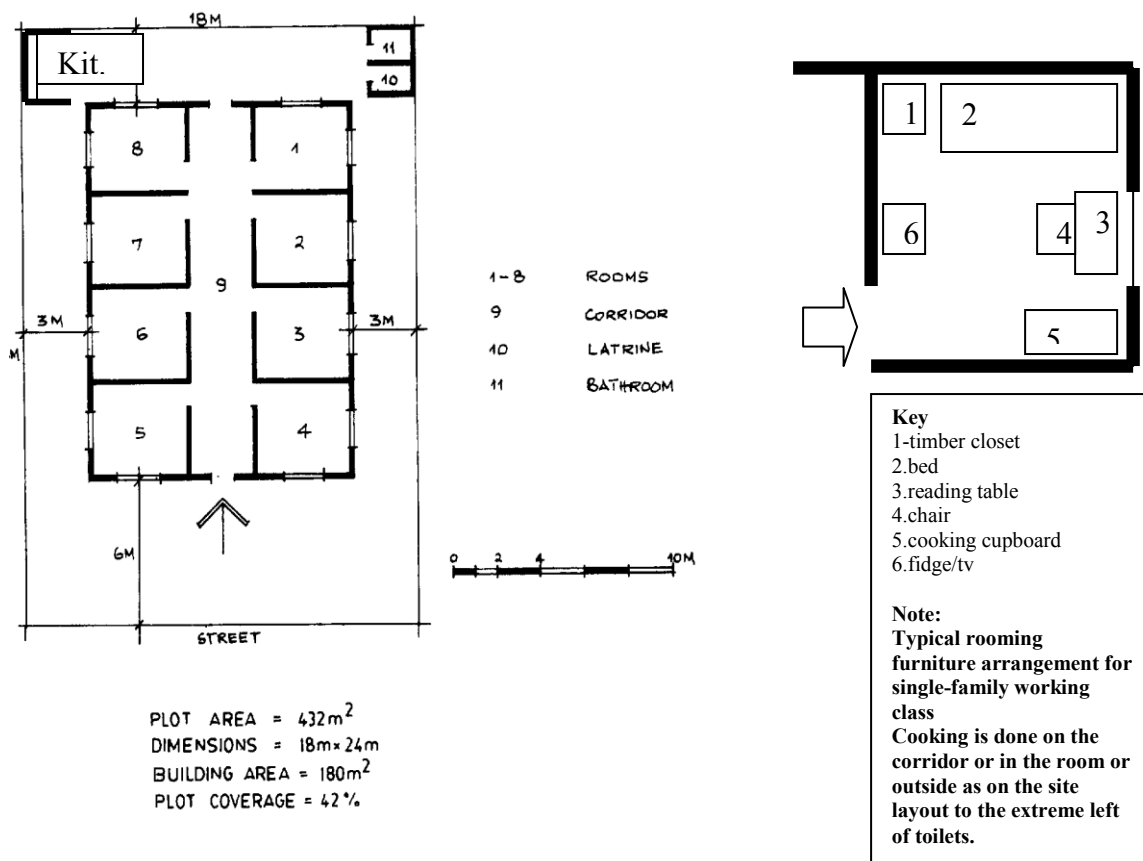 18M
Kit.
11
10
8
1
7
2
9
3M
6
3
3M
M
5
4
6M
STREET
1-8 ROOMS
9 CORRIDOR
10 LATRINE
11 BATHROOM
0 2 4 10M
PLOT AREA = 432m²
DIMENSIONS = 18m×24m
BUILDING AREA = 180m²
PLOT COVERAGE = 42%
1
2
6
4
3
5
Key
1-timber closet
2.bed
3.reading table
4.chair
5.cooking cupboard
6.fidge/tv
Note:
Typical rooming
furniture arrangement for
single-family working
class
Cooking is done on the
corridor or in the room or
outside as on the site
layout to the extreme left
of toilets.